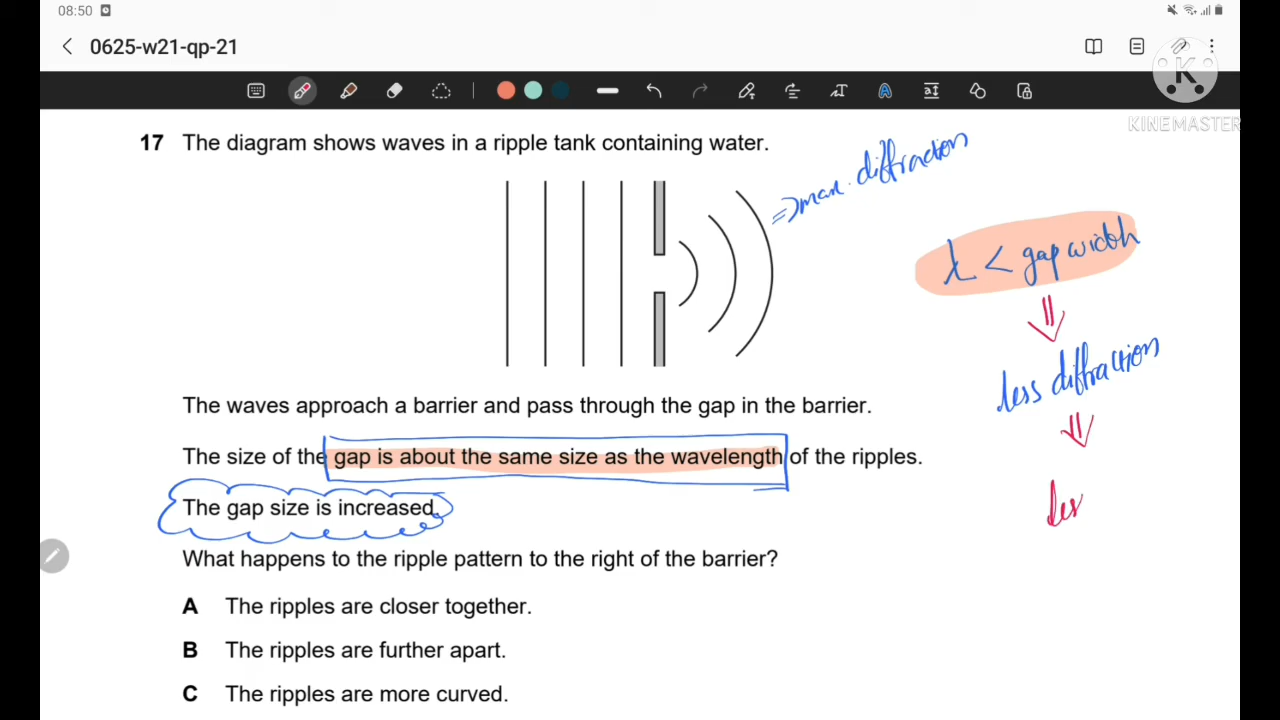 08:50
0625-w21-qp-21
K
KINEMASTER
17 The diagram shows waves in a ripple tank containing water.
=> max. diffraction
λ < gap width
⇓
less diffraction
⇓
les
The waves approach a barrier and pass through the gap in the barrier.
The size of the gap is about the same size as the wavelength of the ripples.
The gap size is increased.
What happens to the ripple pattern to the right of the barrier?
A The ripples are closer together.
B The ripples are further apart.
C The ripples are more curved.